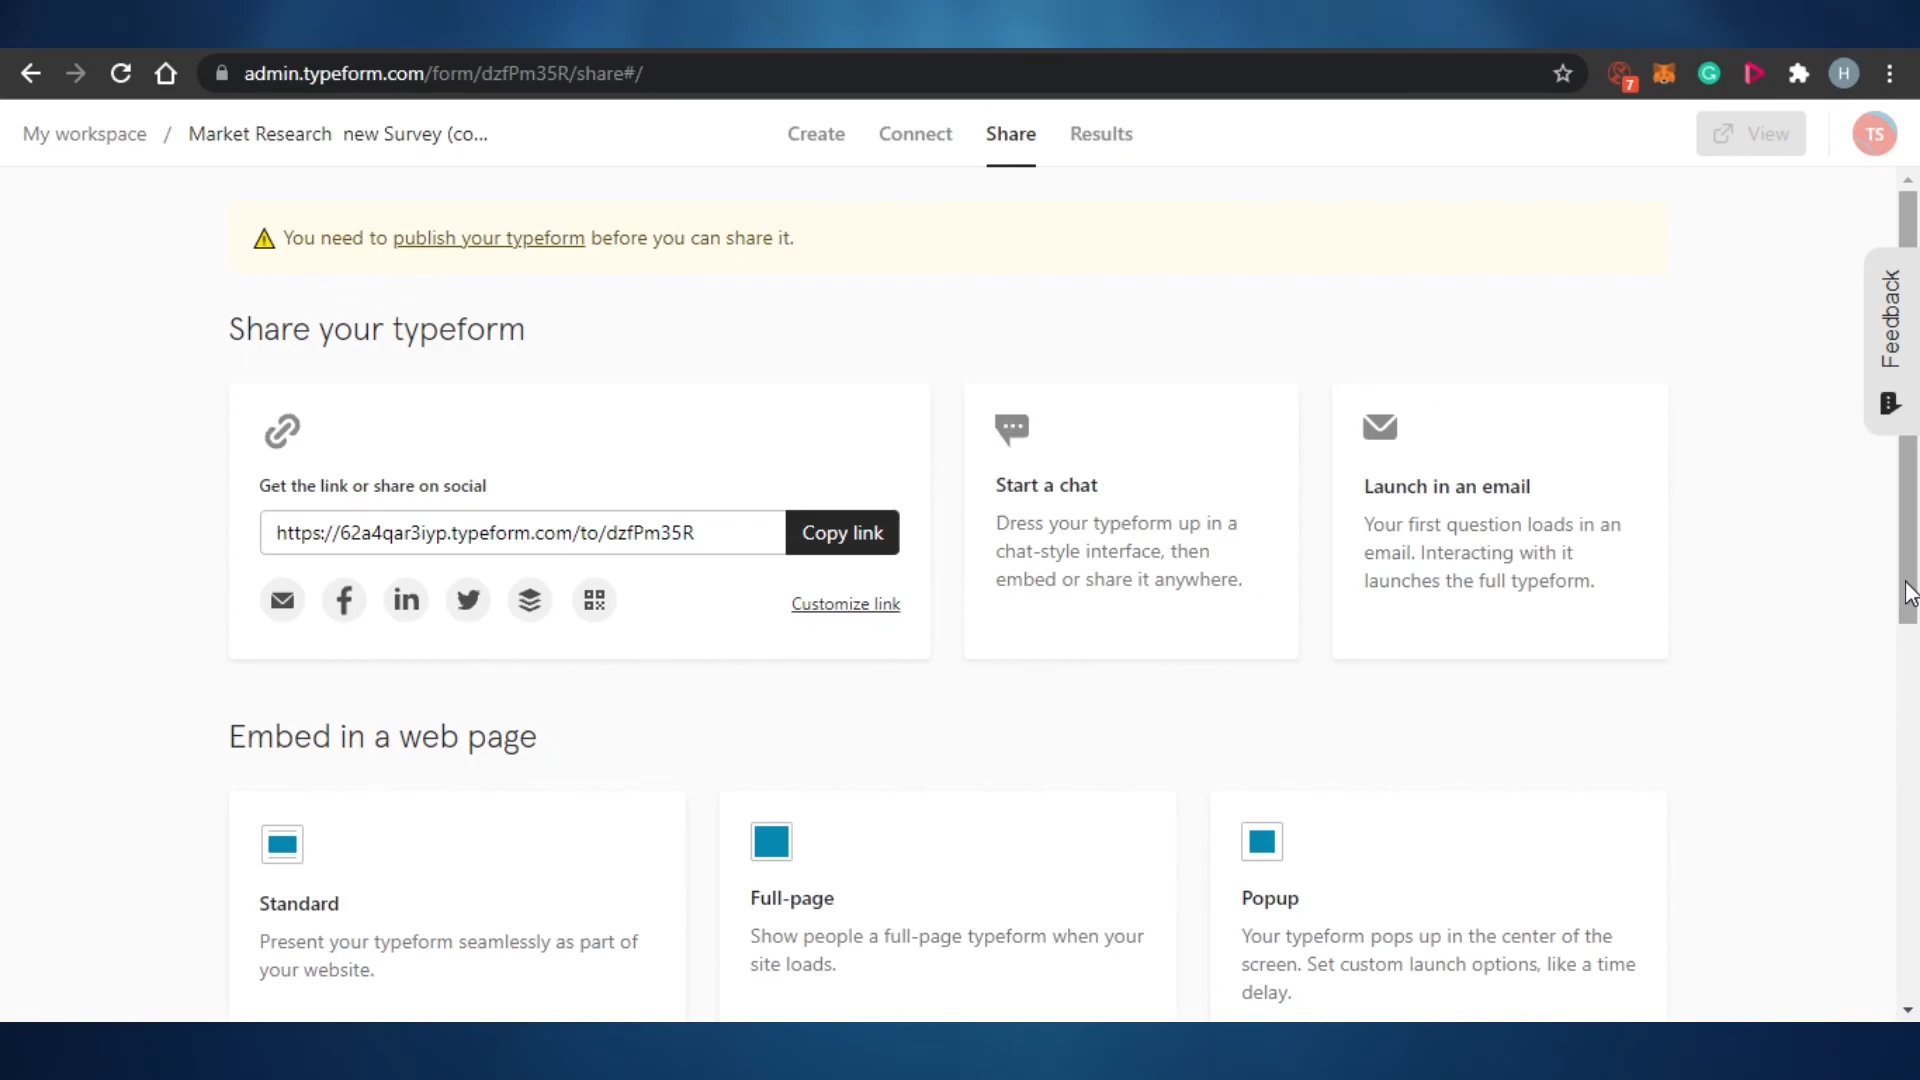 admin.typeform.com/form/dzfPm35R/share#/
7
H
My workspace / Market Research new Survey (co...
Create Connect Share Results
View
TS
You need to publish your typeform before you can share it.
Feedback
Share your typeform
Get the link or share on social
https://62a4qar3iyp.typeform.com/to/dzfPm35R
Copy link
Customize link
Start a chat
Dress your typeform up in a
chat-style interface, then
embed or share it anywhere.
Launch in an email
Your first question loads in an
email. Interacting with it
launches the full typeform.
Embed in a web page
Standard
Present your typeform seamlessly as part of
your website.
Full-page
Show people a full-page typeform when your
site loads.
Popup
Your typeform pops up in the center of the
screen. Set custom launch options, like a time
delay.